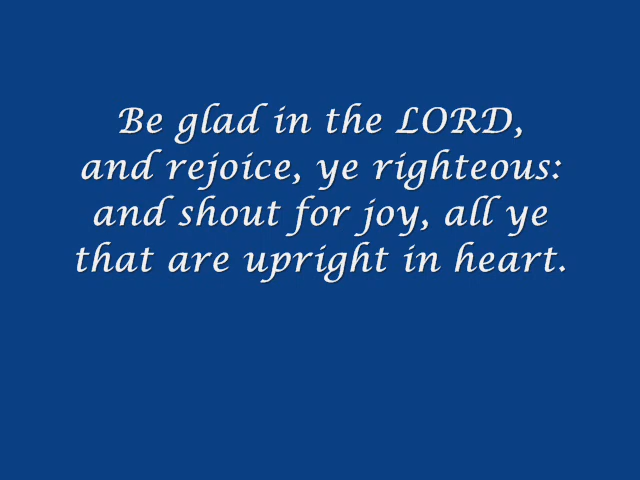 Be glad in the LORD,
and rejoice, ye righteous:
and shout for joy, all ye
that are upright in heart.